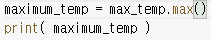 maximum_temp = max_temp.max()
print( maximum_temp )